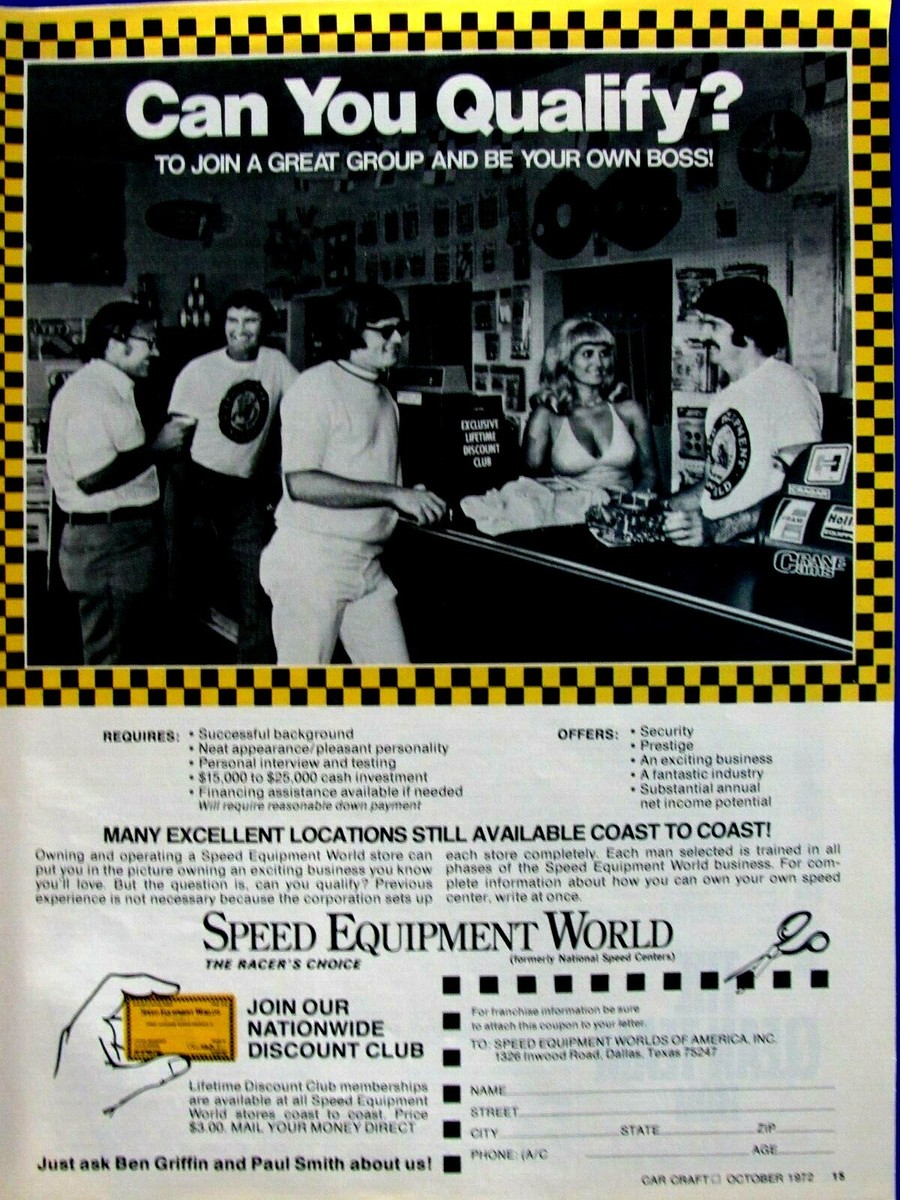 Can You Qualify?
TO JOIN A GREAT GROUP AND BE YOUR OWN BOSS!
EXCLUSIVE
LIFETIME
DISCOUNT
CLUB
CRANE
Cams
REQUIRES:
• Successful background
• Neat appearance/pleasant personality
• Personal interview and testing
• $15,000 to $25,000 cash investment
• Financing assistance available if needed
Will require reasonable down payment
OFFERS:
• Security
• Prestige
• An exciting business
• A fantastic industry
• Substantial annual
net income potential
MANY EXCELLENT LOCATIONS STILL AVAILABLE COAST TO COAST!
Owning and operating a Speed Equipment World store can
put you in the picture owning an exciting business you know
you'll love. But the question is, can you qualify? Previous
experience is not necessary because the corporation sets up
each store completely. Each man selected is trained in all
phases of the Speed Equipment World business. For com-
plete information about how you can own your own speed
center, write at once.
SPEED EQUIPMENT WORLD
THE RACER'S CHOICE
(formerly National Speed Centers)
JOIN OUR
NATIONWIDE
DISCOUNT CLUB
Lifetime Discount Club memberships
are available at all Speed Equipment
World stores coast to coast. Price
$3.00. MAIL YOUR MONEY DIRECT
Just ask Ben Griffin and Paul Smith about us!
For franchise information be sure
to attach this coupon to your letter.
TO: SPEED EQUIPMENT WORLDS OF AMERICA, INC.
1326 Inwood Road, Dallas, Texas 75247
NAME
STREET
CITY STATE ZIP
PHONE: (A/C AGE
CAR CRAFT □ OCTOBER 1972 15